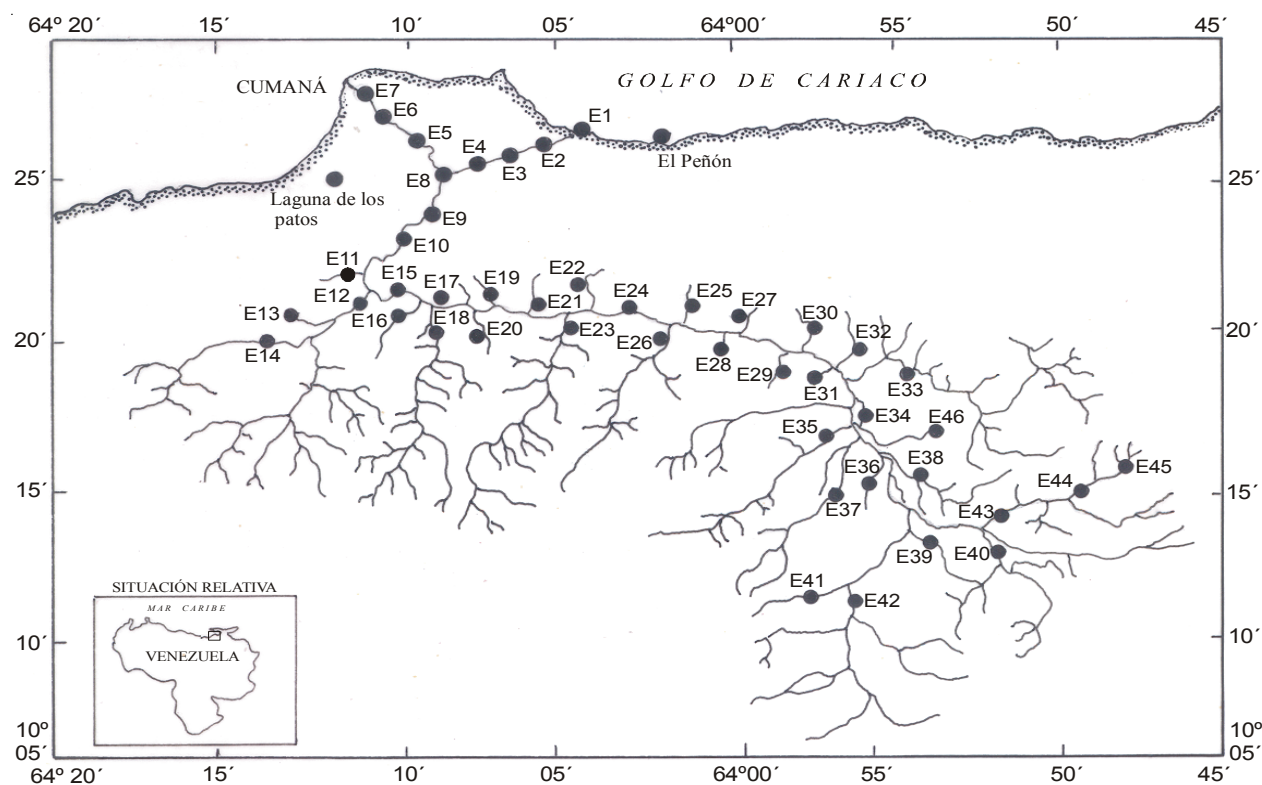 64º 20´ 15´ 10´ 05´ 64º 00´ 55´ 50´ 45´
GOLFO DE CARIACO
CUMANÁ
E7
E6
E1
E5
E4
E2
E3
El Peñón
E8
25´ 25´
Laguna de los
patos
E9
E10
E11
E15
E22
E17
E19
E12
E24
E25
E21
E27
E13
E16
E30
E18
E20
E23
20´ 20´
E32
E26
E14
E28
E29
E33
E31
E34
E46
E35
E38
E36
E45
E44
15´ 15´
E37
E43
E39
E40
E41
E42
SITUACIÓN RELATIVA
MAR CARIBE
VENEZUELA
10´ 10´
10º 10º
05´ 05´
64º 20´ 15´ 10´ 05´ 64º 00´ 55´ 50´ 45´